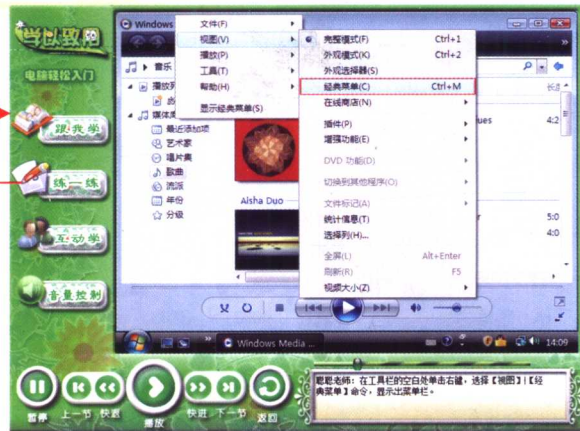 学以致用
电脑轻松入门
跟我学
练一练
互动学
音量控制
Windows
文件(F)
视图(V)
播放(P)
工具(T)
帮助(H)
显示经典菜单(S)
完整模式(F) Ctrl+1
外观模式(K) Ctrl+2
外观选择器(S)
经典菜单(C) Ctrl+M
在线商店(N)
插件(P)
增强功能(E)
DVD 功能(D)
切换到其他程序(O)
文件标记(A)
统计信息(T)
选择列(H)...
全屏(L) Alt+Enter
刷新(R) F5
视频大小(Z)
音乐
播放列
媒体库
最近添加项
艺术家
唱片集
歌曲
流派
年份
分级
Aisha Duo
ues
4:2
r
5:0
4:0
Windows Media ...
14:09
暂停
上一节
快退
播放
快进
下一节
返回
聪聪老师：在工具栏的空白处单击右键，选择【视图】|【经
典菜单】命令，显示出菜单栏。